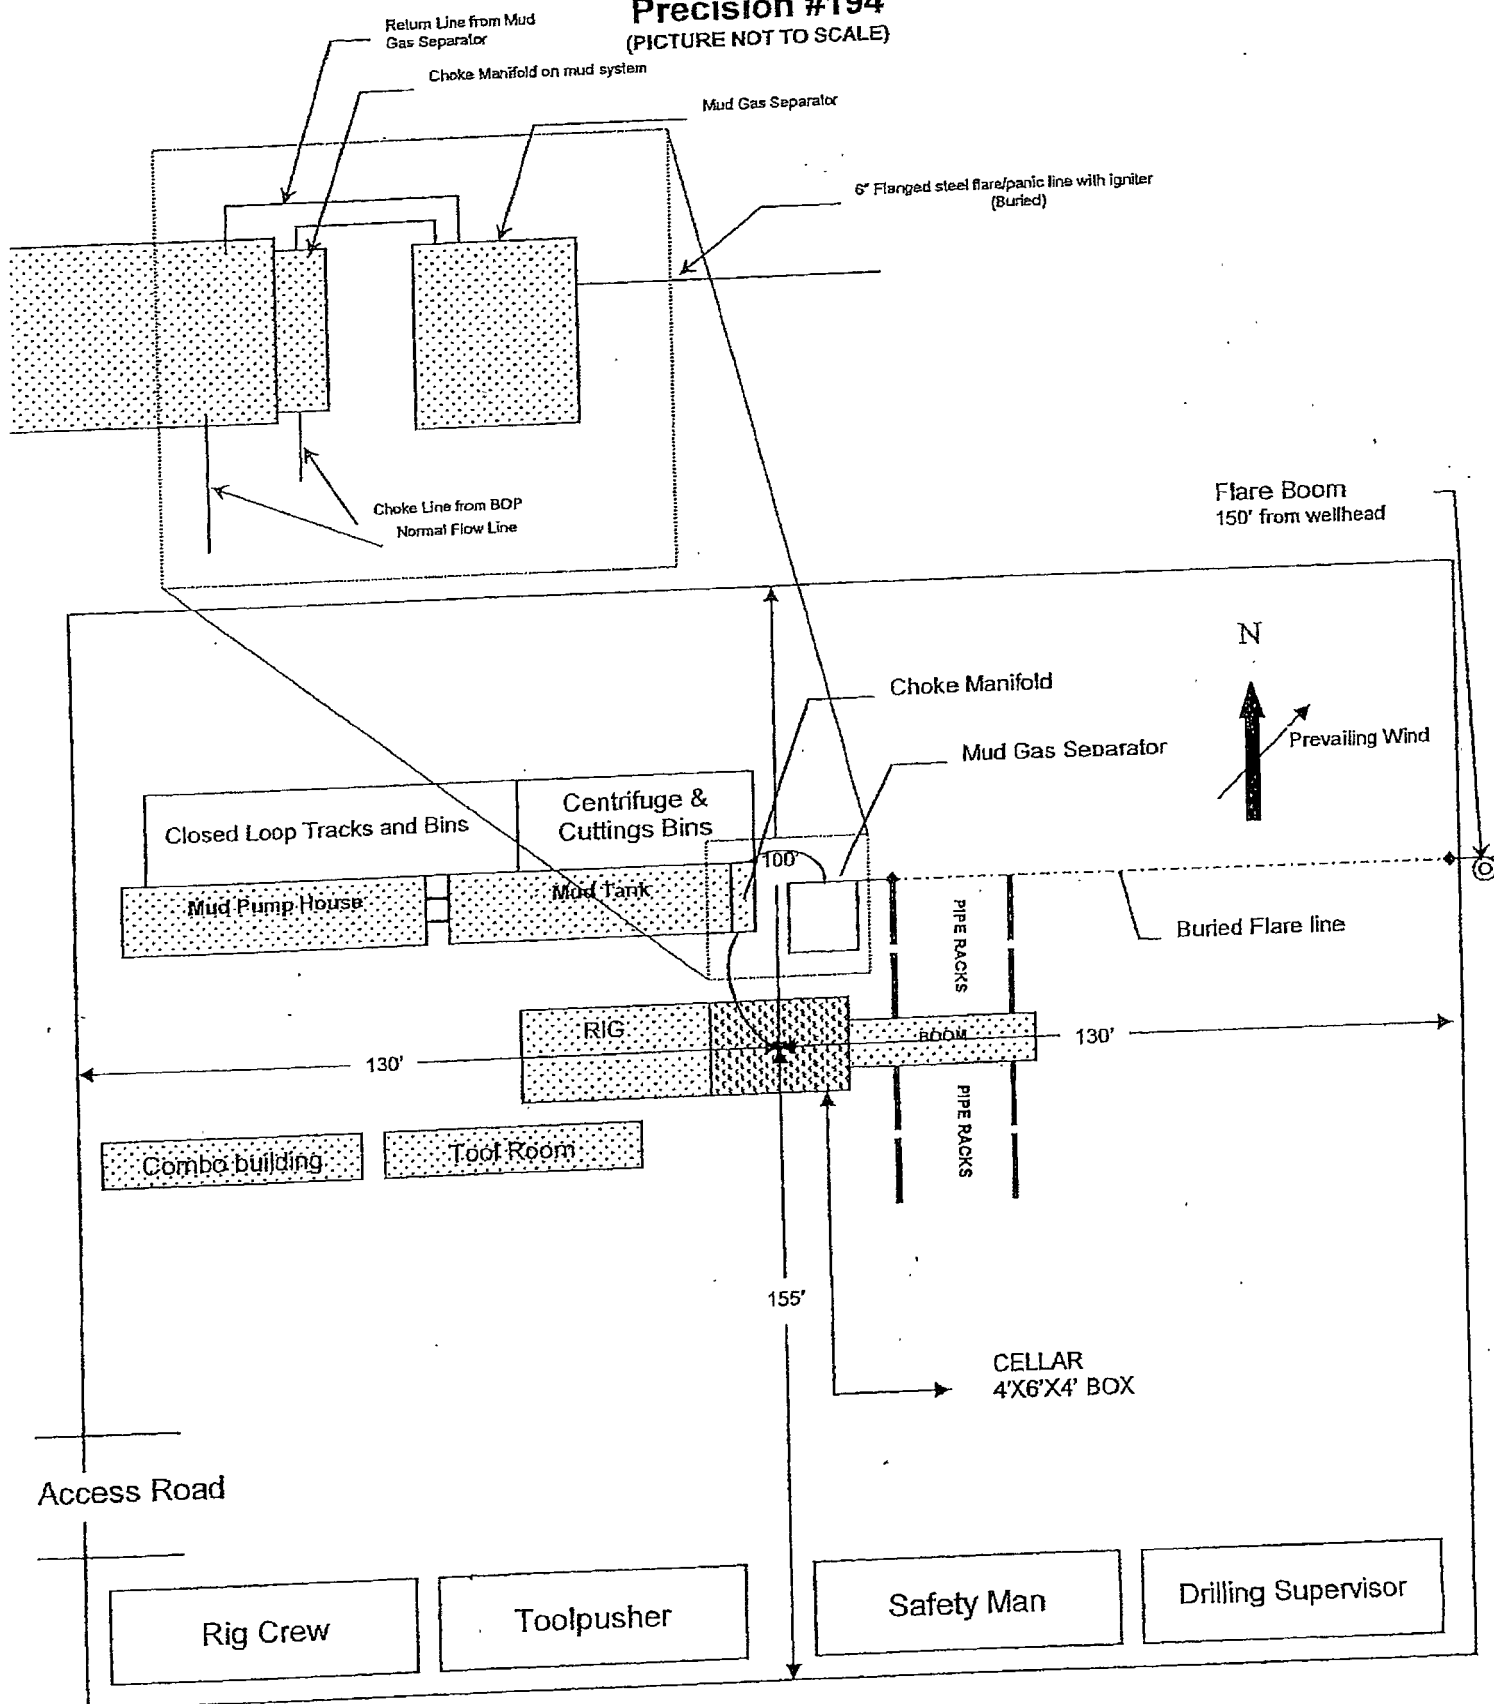 Precision #194
(PICTURE NOT TO SCALE)
Return Line from Mud
Gas Separator
Choke Manifold on mud system
Mud Gas Separator
6" Flanged steel flare/panic line with igniter
(Buried)
Choke Line from BOP
Normal Flow Line
Flare Boom
150' from wellhead
N
Prevailing Wind
Choke Manifold
Mud Gas Separator
Closed Loop Tracks and Bins
Centrifuge &
Cuttings Bins
100'
Mud Pump House
Mud Tank
PIPE RACKS
Buried Flare line
RIG
BOOM
130'
130'
PIPE RACKS
Combo building
Tool Room
155'
CELLAR
4'X6'X4' BOX
Access Road
Rig Crew
Toolpusher
Safety Man
Drilling Supervisor